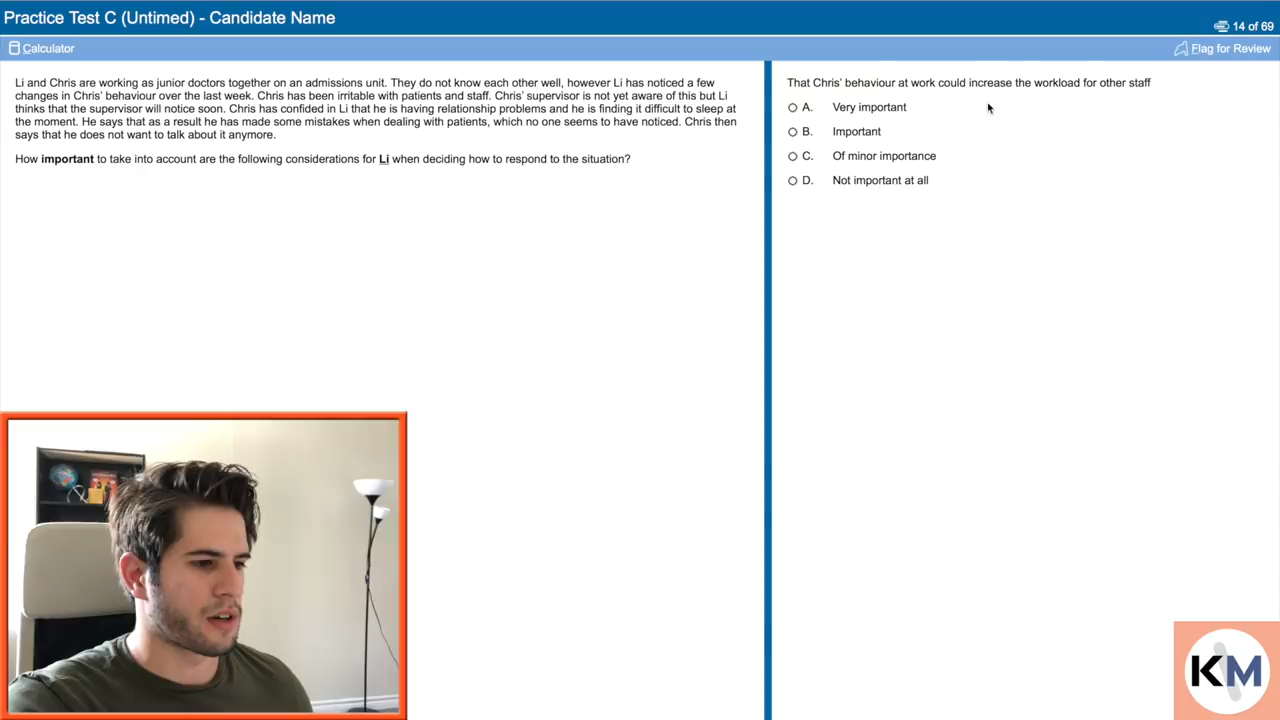 Practice Test C (Untimed) - Candidate Name
14 of 69
Calculator
Flag for Review
Li and Chris are working as junior doctors together on an admissions unit. They do not know each other well, however Li has noticed a few
changes in Chris' behaviour over the last week. Chris has been irritable with patients and staff. Chris' supervisor is not yet aware of this but Li
thinks that the supervisor will notice soon. Chris has confided in Li that he is having relationship problems and he is finding it difficult to sleep at
the moment. He says that as a result he has made some mistakes when dealing with patients, which no one seems to have noticed. Chris then
says that he does not want to talk about it anymore.
How important to take into account are the following considerations for Li when deciding how to respond to the situation?
That Chris' behaviour at work could increase the workload for other staff
A. Very important
B. Important
C. Of minor importance
D. Not important at all
KM